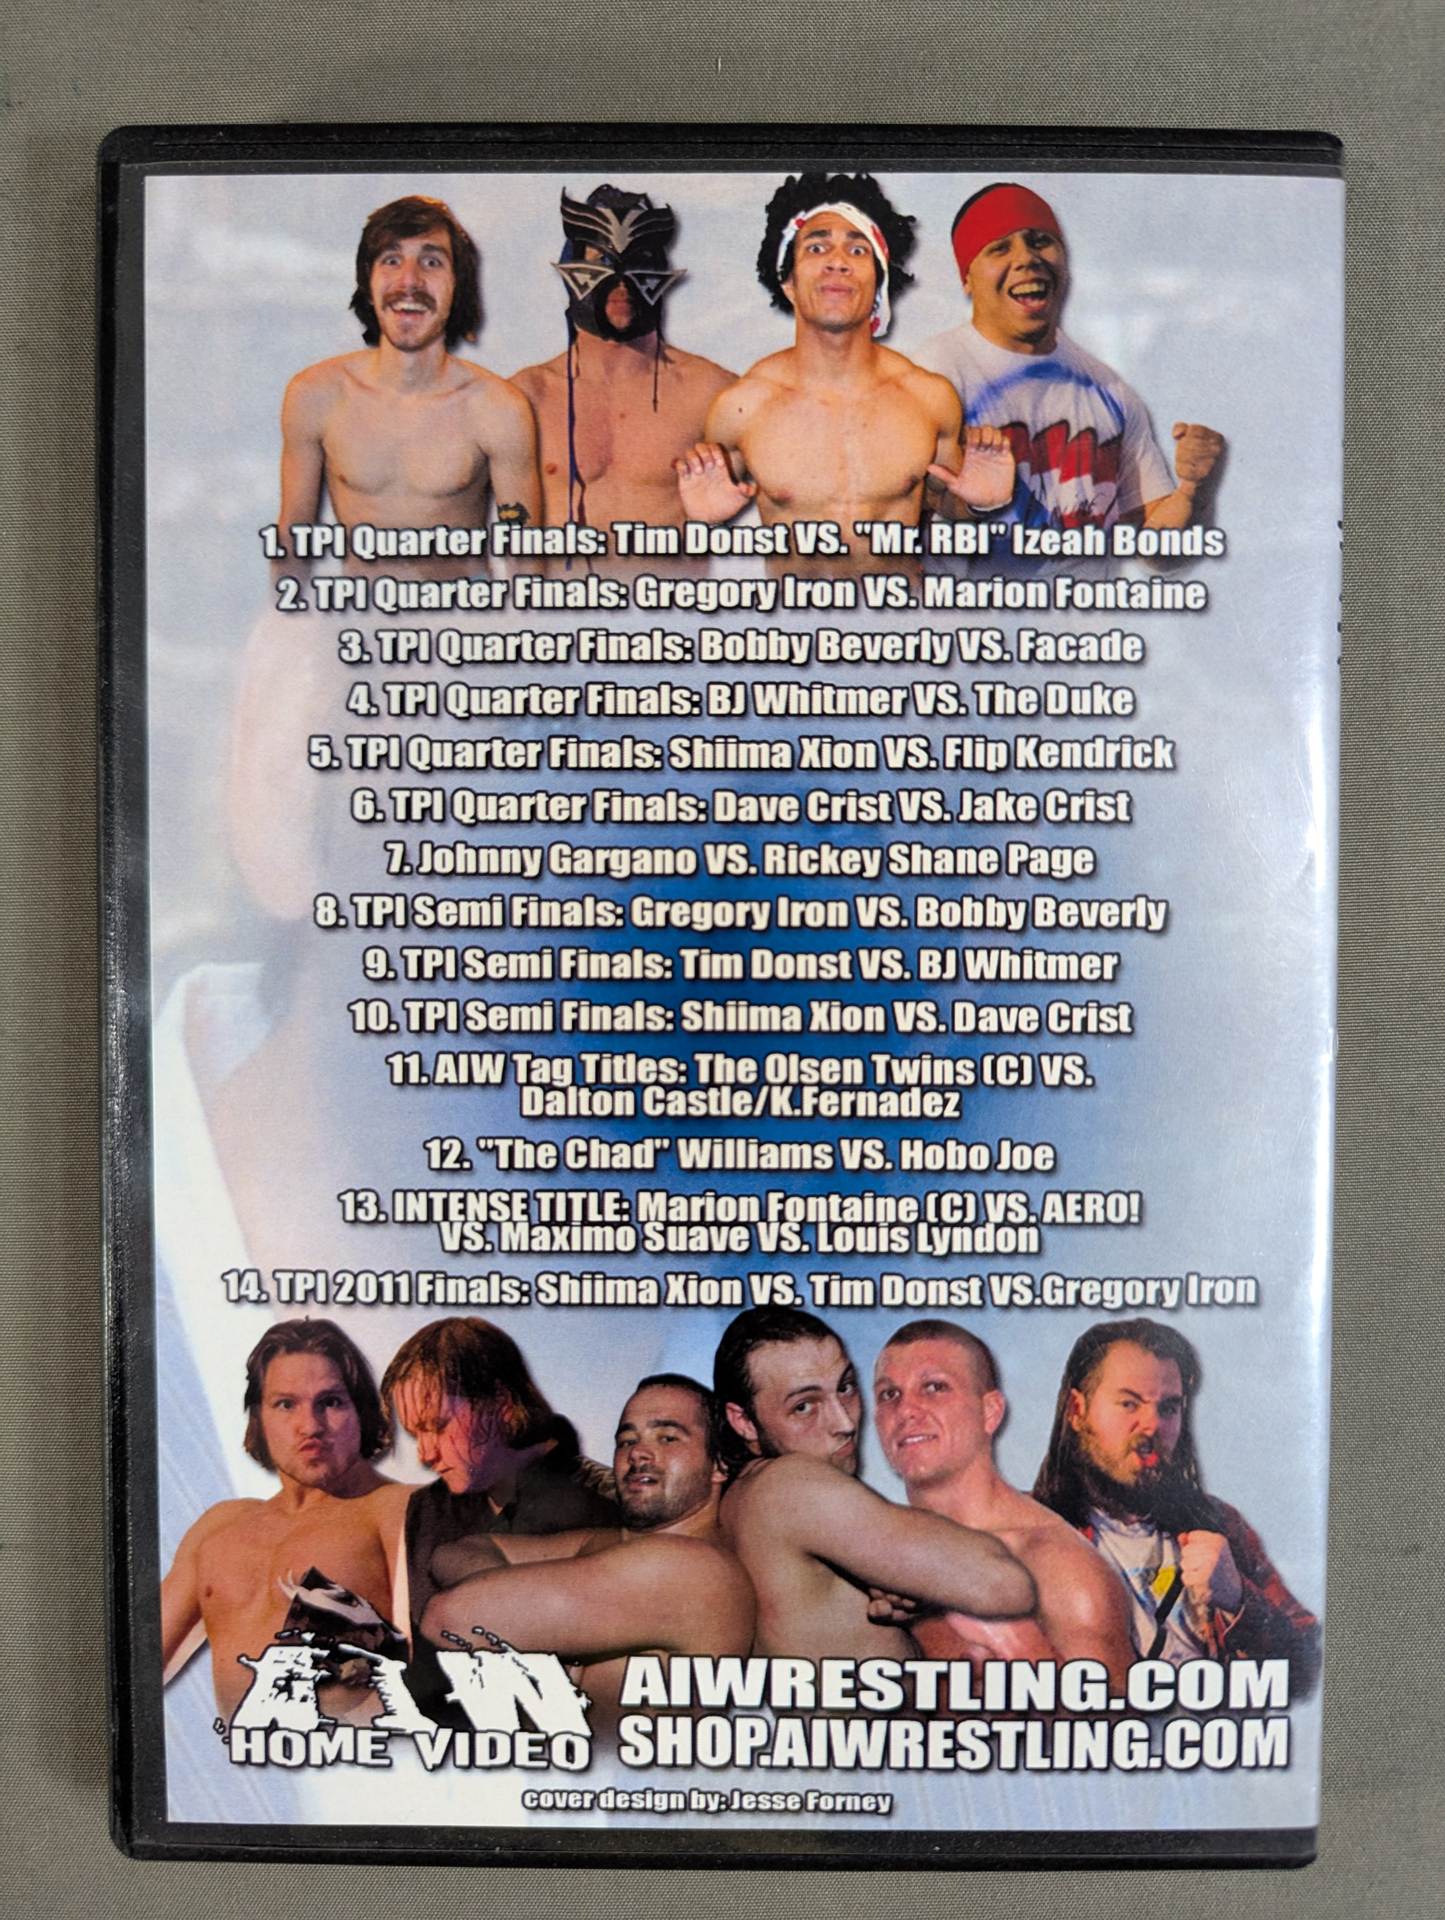 1. TPI Quarter Finals: Tim Donst VS. "Mr. RBI" Izeah Bonds
2. TPI Quarter Finals: Gregory Iron VS. Marion Fontaine
3. TPI Quarter Finals: Bobby Beverly VS. Facade
4. TPI Quarter Finals: BJ Whitmer VS. The Duke
5. TPI Quarter Finals: Shiima Xion VS. Flip Kendrick
6. TPI Quarter Finals: Dave Crist VS. Jake Crist
7. Johnny Gargano VS. Rickey Shane Page
8. TPI Semi Finals: Gregory Iron VS. Bobby Beverly
9. TPI Semi Finals: Tim Donst VS. BJ Whitmer
10. TPI Semi Finals: Shiima Xion VS. Dave Crist
11. AIW Tag Titles: The Olsen Twins (C) VS.
Dalton Castle/K.Fernadez
12. "The Chad" Williams VS. Hobo Joe
13. INTENSE TITLE: Marion Fontaine (C) VS. AERO!
VS. Maximo Suave VS. Louis Lyndon
14. TPI 2011 Finals: Shiima Xion VS. Tim Donst VS.Gregory Iron
AIW
HOME VIDEO
AIWRESTLING.COM
SHOP.AIWRESTLING.COM
cover design by: Jesse Forney